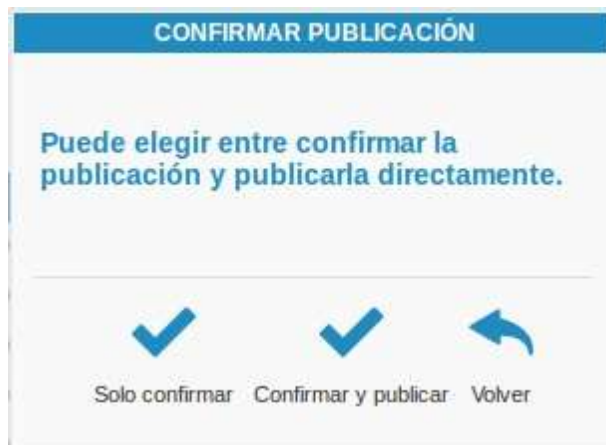 CONFIRMAR PUBLICACIÓN
Puede elegir entre confirmar la
publicación y publicarla directamente.
Solo confirmar Confirmar y publicar Volver